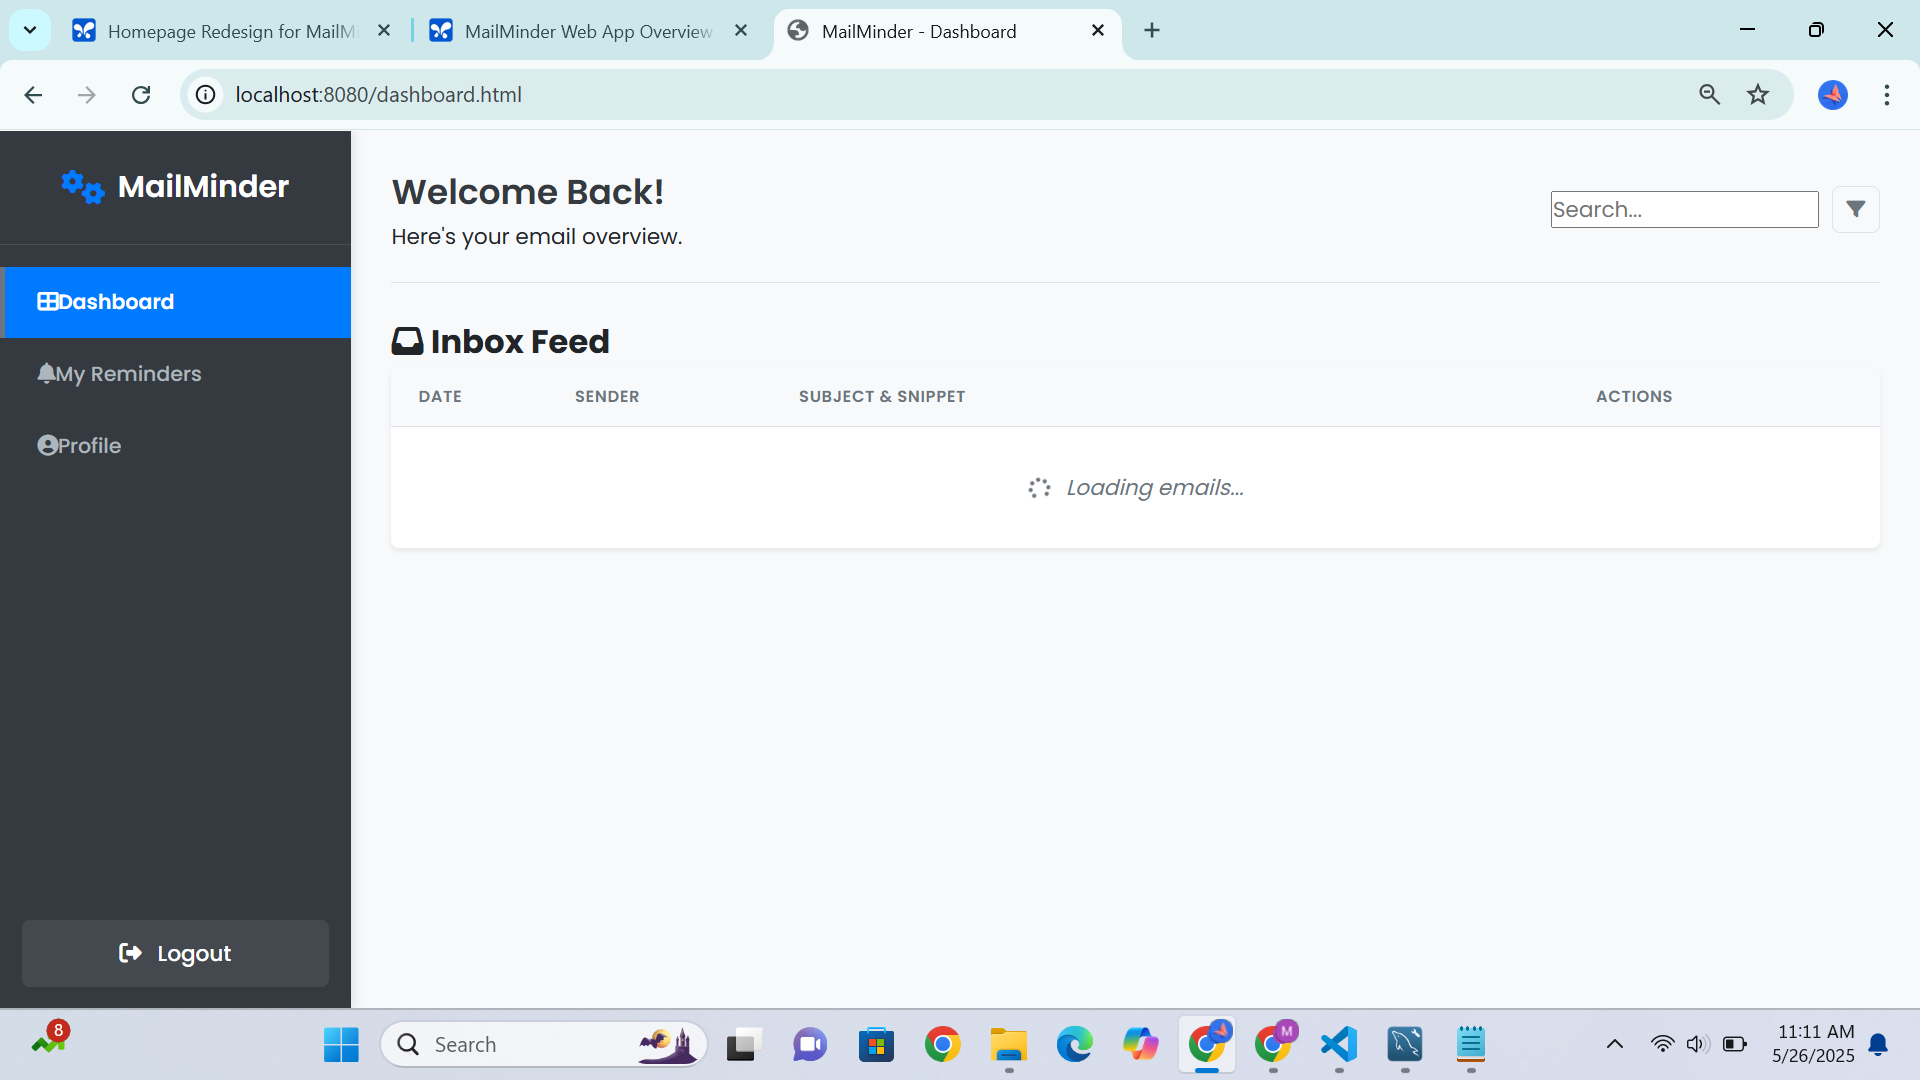 Homepage Redesign for MailMi
MailMinder Web App Overview
MailMinder - Dashboard
localhost:8080/dashboard.html
MailMinder
Dashboard
My Reminders
Profile
Logout
Welcome Back!
Here's your email overview.
Search...
Inbox Feed
DATE SENDER SUBJECT & SNIPPET ACTIONS
Loading emails...
8
Search
M
11:11 AM
5/26/2025